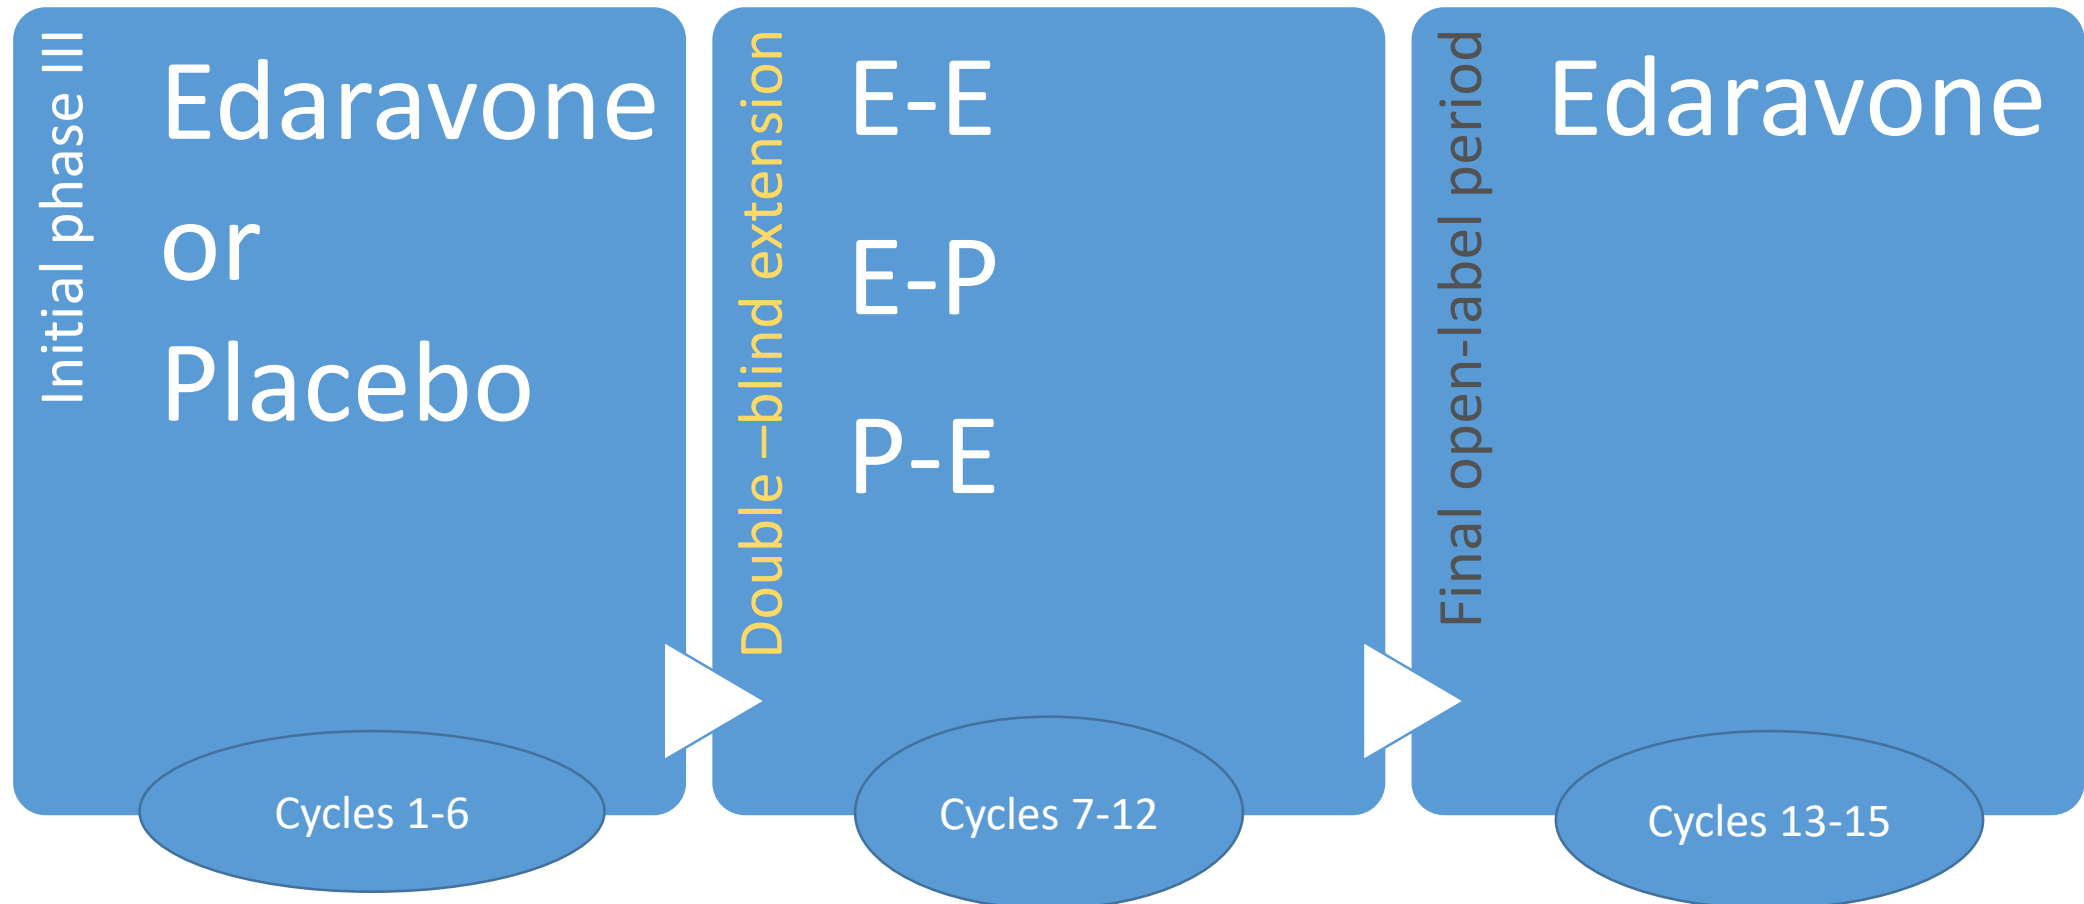 Initial phase III
Edaravone
or
Placebo
Cycles 1-6
Double –blind extension
E-E
E-P
P-E
Cycles 7-12
Final open-label period
Edaravone
Cycles 13-15